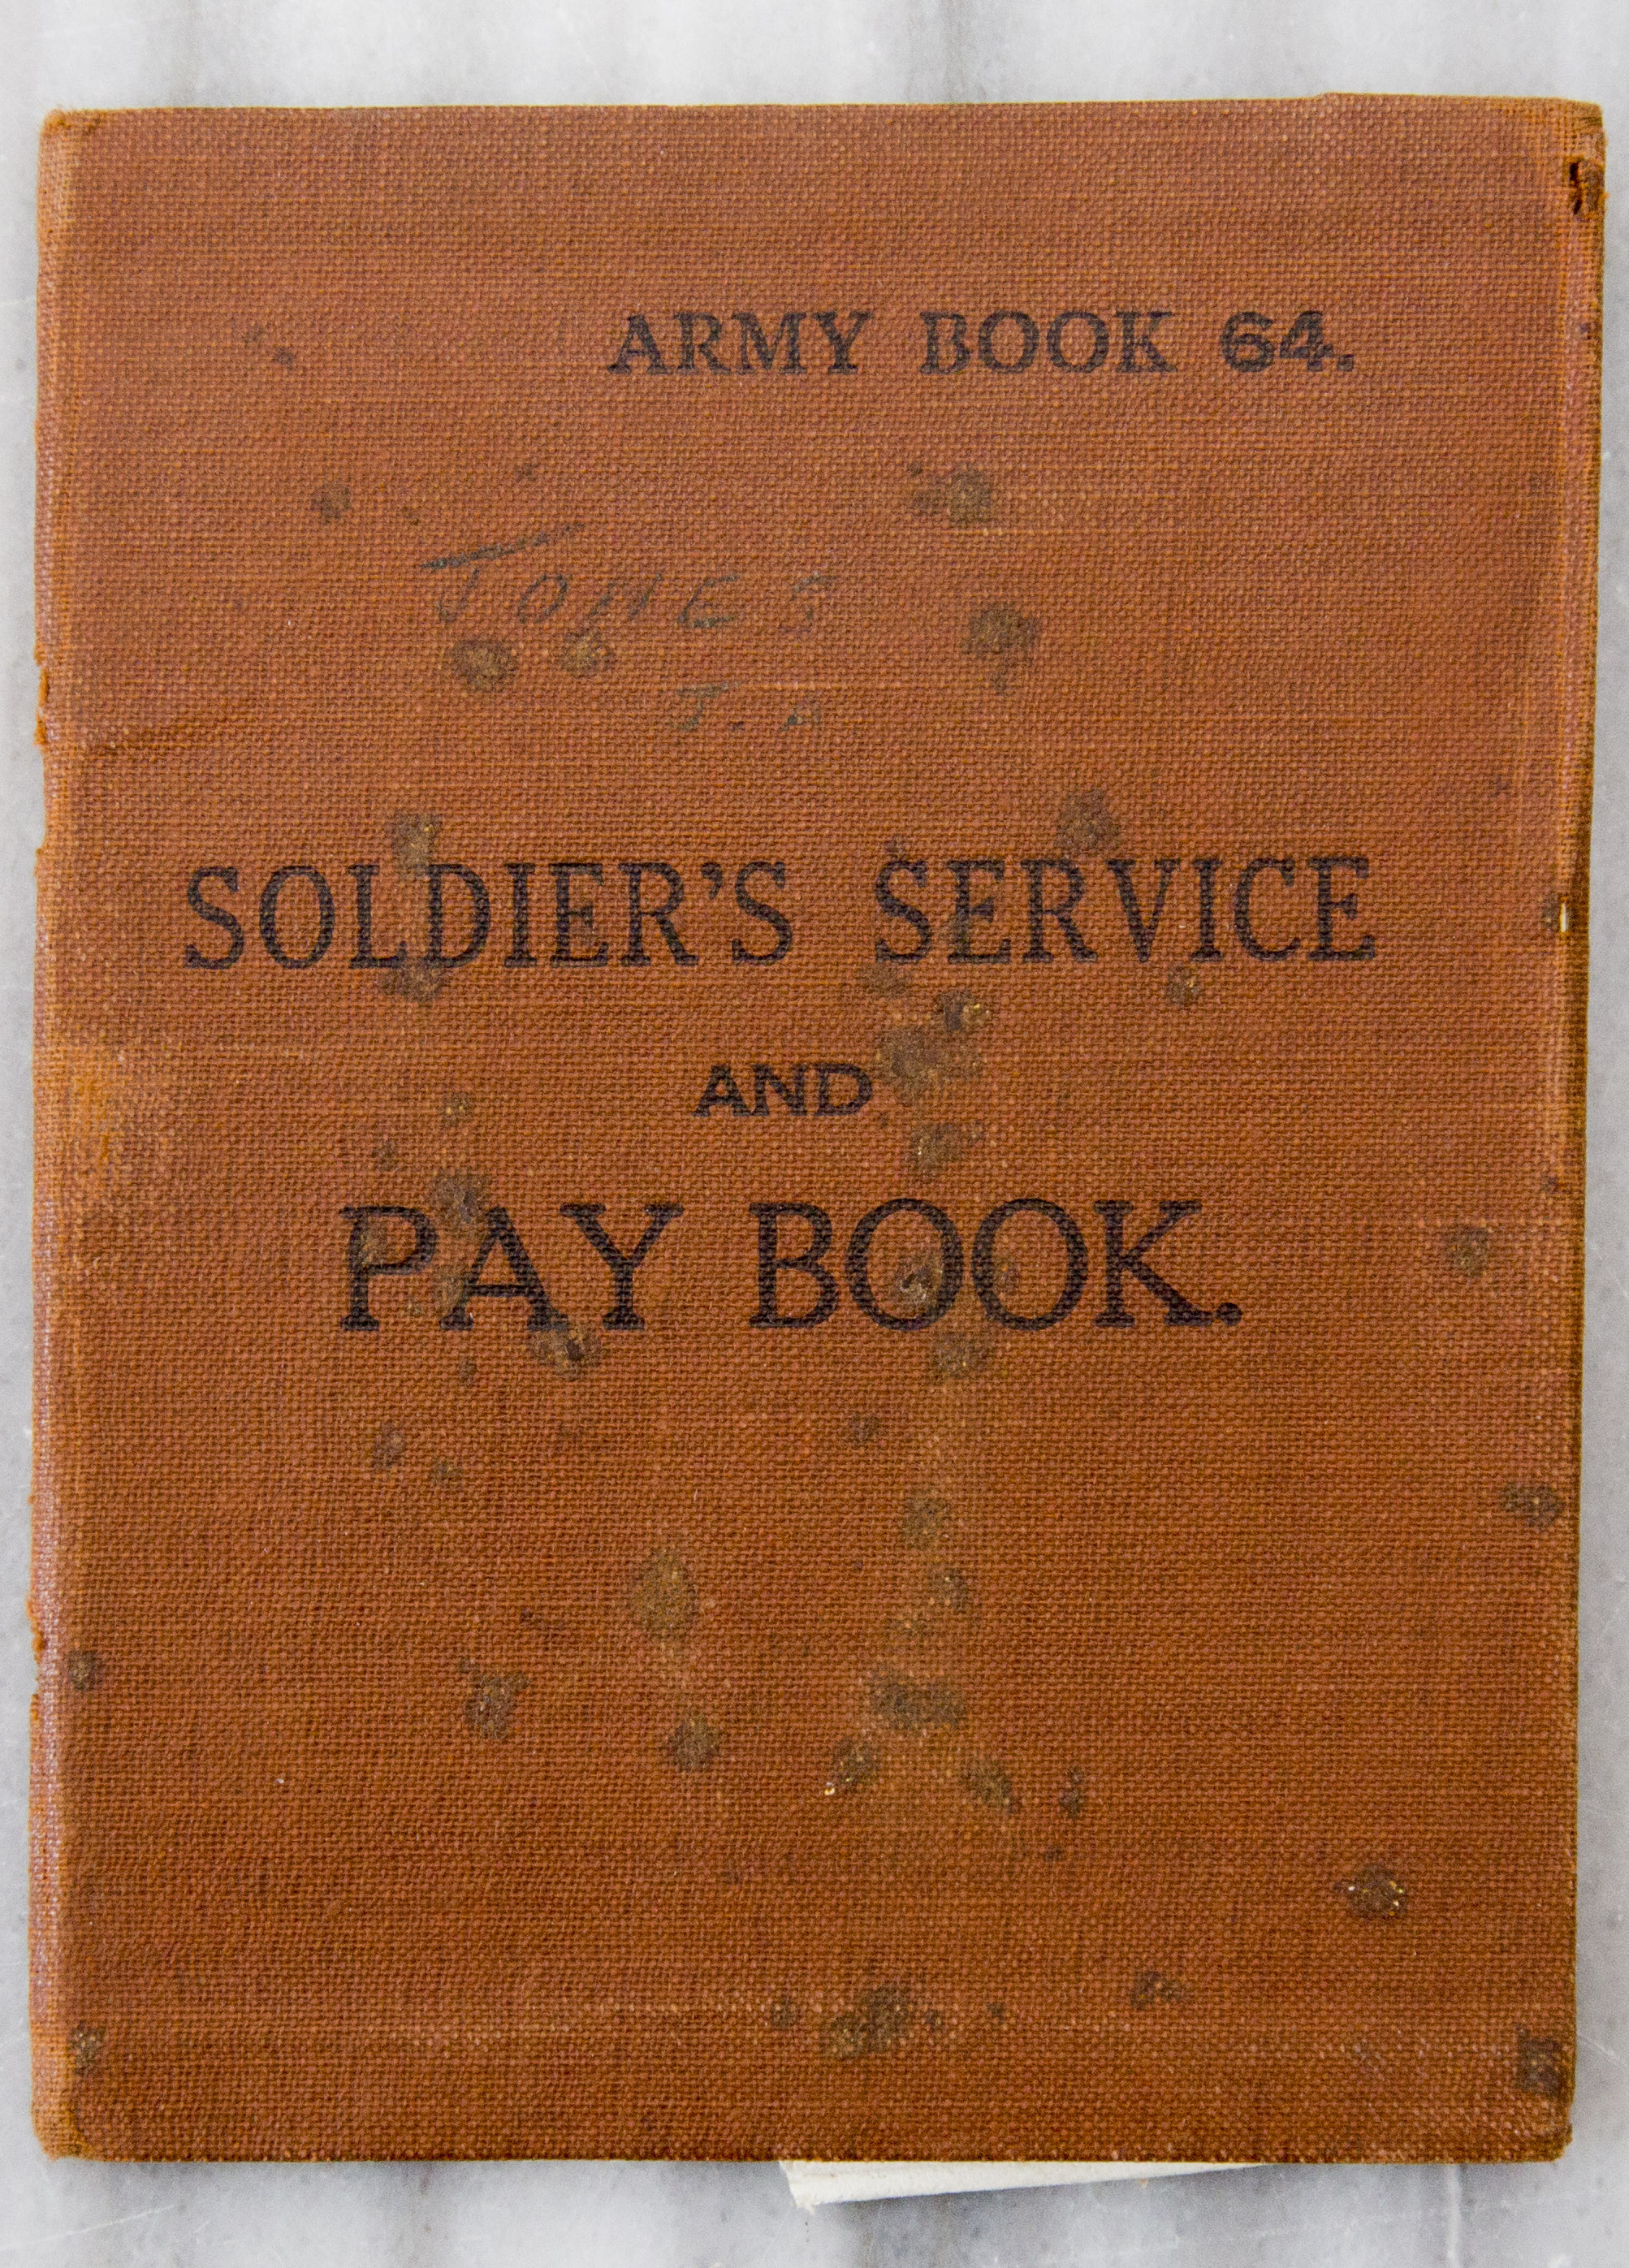 ARMY BOOK 64.
JONES
J. A
SOLDIER'S SERVICE
AND
PAY BOOK.